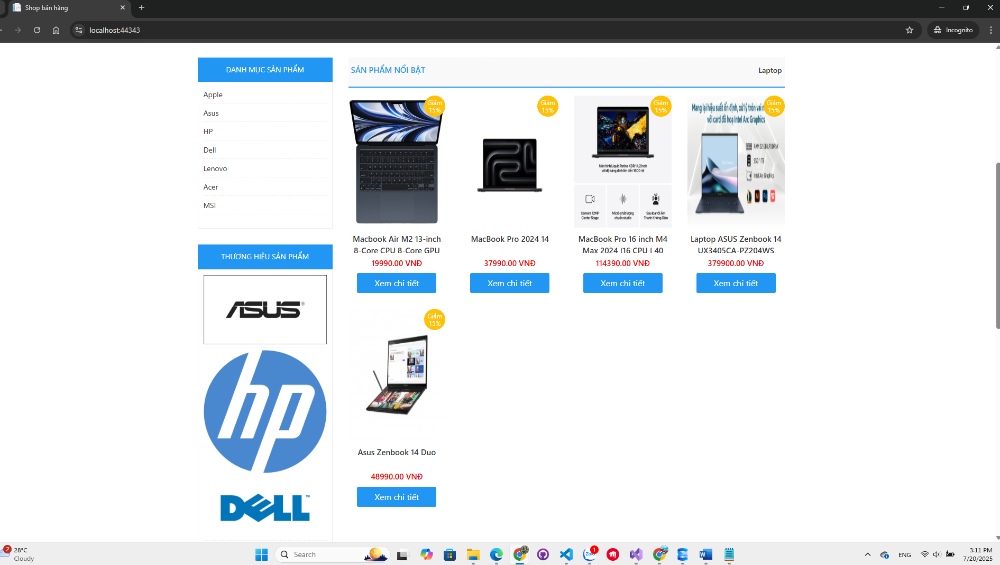 Shop bán hàng
localhost:44343
Incognito
DANH MỤC SẢN PHẨM
Apple
Asus
HP
Dell
Lenovo
Acer
MSI
THƯƠNG HIỆU SẢN PHẨM
ASUS®
hp
DELL™
SẢN PHẨM NỔI BẬT
Laptop
Giảm
15%
Macbook Air M2 13-inch
8-Core CPU 8-Core GPU
19990.00 VNĐ
Xem chi tiết
Giảm
15%
MacBook Pro 2024 14
37990.00 VNĐ
Xem chi tiết
Giảm
15%
Màn hình Liquid Retina XDR 14,2 inch
với độ sáng đỉnh lên đến 1600 nit
Camera 12MP
Center Stage
Micrô chất lượng
chuẩn studio
Sáu loa với Âm
Thanh Không Gian
MacBook Pro 16 inch M4
Max 2024 (16 CPU | 40
114390.00 VNĐ
Xem chi tiết
Giảm
15%
Mang lại hiệu suất ổn định, xử lý tròn vai
với card đồ hoạ Intel Arc Graphics
RAM 32 GB LPDDR5X
SSD 1 TB
Intel Arc Graphics
Laptop ASUS Zenbook 14
UX3405CA-PZ204WS
379900.00 VNĐ
Xem chi tiết
Giảm
15%
Asus Zenbook 14 Duo
48990.00 VNĐ
Xem chi tiết
2
28°C
Cloudy
Search
Zalo
1
ENG
3:11 PM
7/20/2025